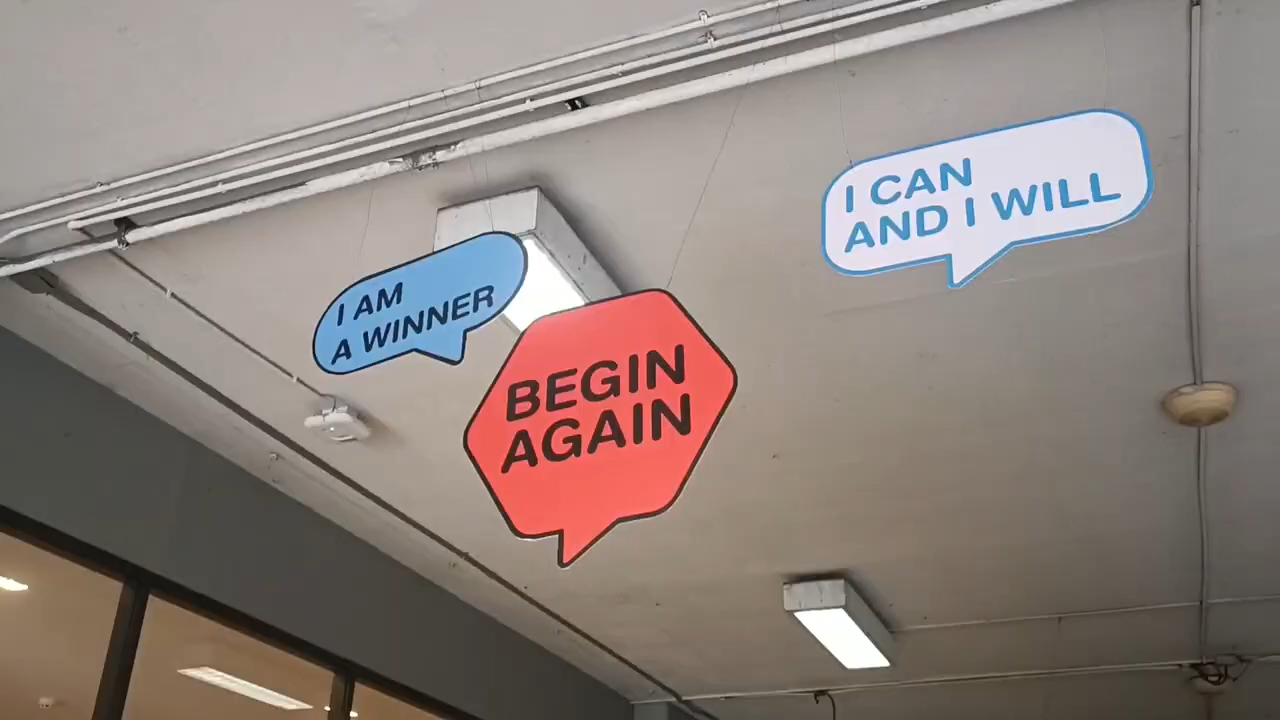 I AM
A WINNER
BEGIN
AGAIN
I CAN
AND I WILL